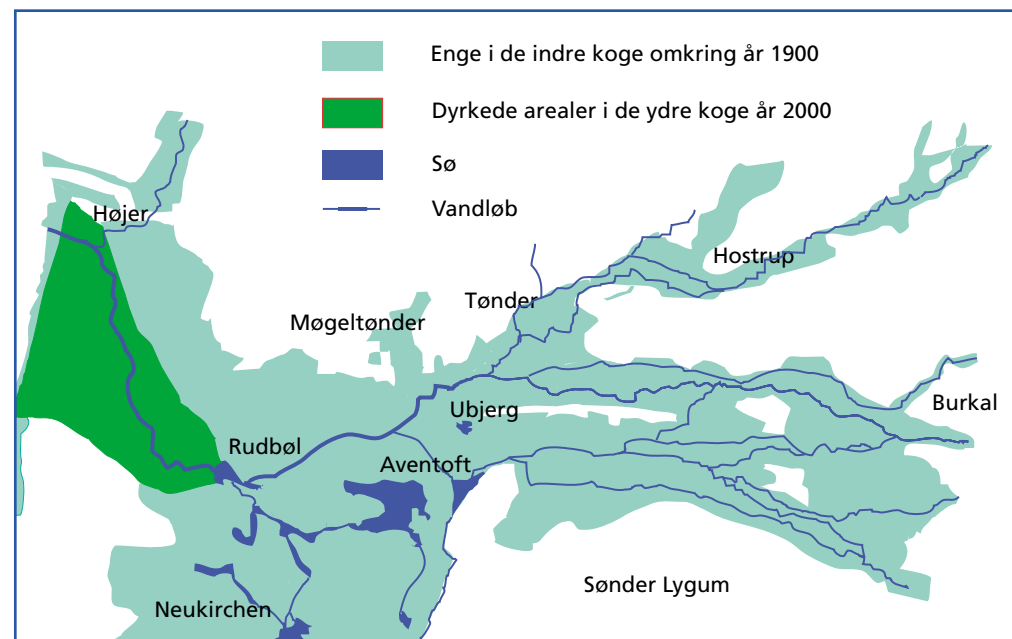 Enge i de indre koge omkring år 1900
Dyrkede arealer i de ydre koge år 2000
Sø
Vandløb
Højer
Hostrup
Tønder
Møgeltønder
Ubjerg
Burkal
Rudbøl
Aventoft
Sønder Lygum
Neukirchen